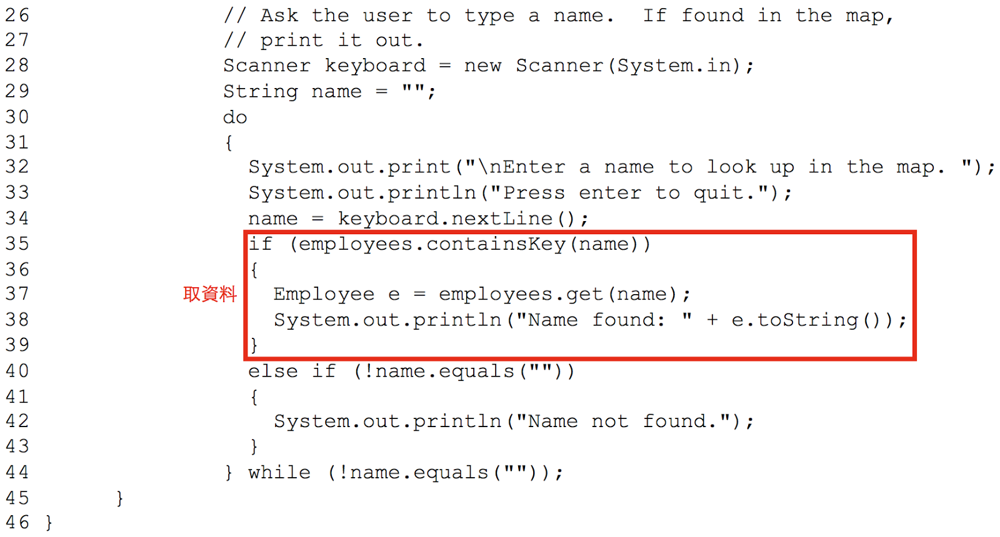 26 // Ask the user to type a name.  If found in the map,
27 // print it out.
28 Scanner keyboard = new Scanner(System.in);
29 String name = "";
30 do
31 {
32 System.out.print("\nEnter a name to look up in the map. ");
33 System.out.println("Press enter to quit.");
34 name = keyboard.nextLine();
35 if (employees.containsKey(name))
36 {
37 取資料 Employee e = employees.get(name);
38 System.out.println("Name found: " + e.toString());
39 }
40 else if (!name.equals(""))
41 {
42 System.out.println("Name not found.");
43 }
44 } while (!name.equals(""));
45 }
46 }